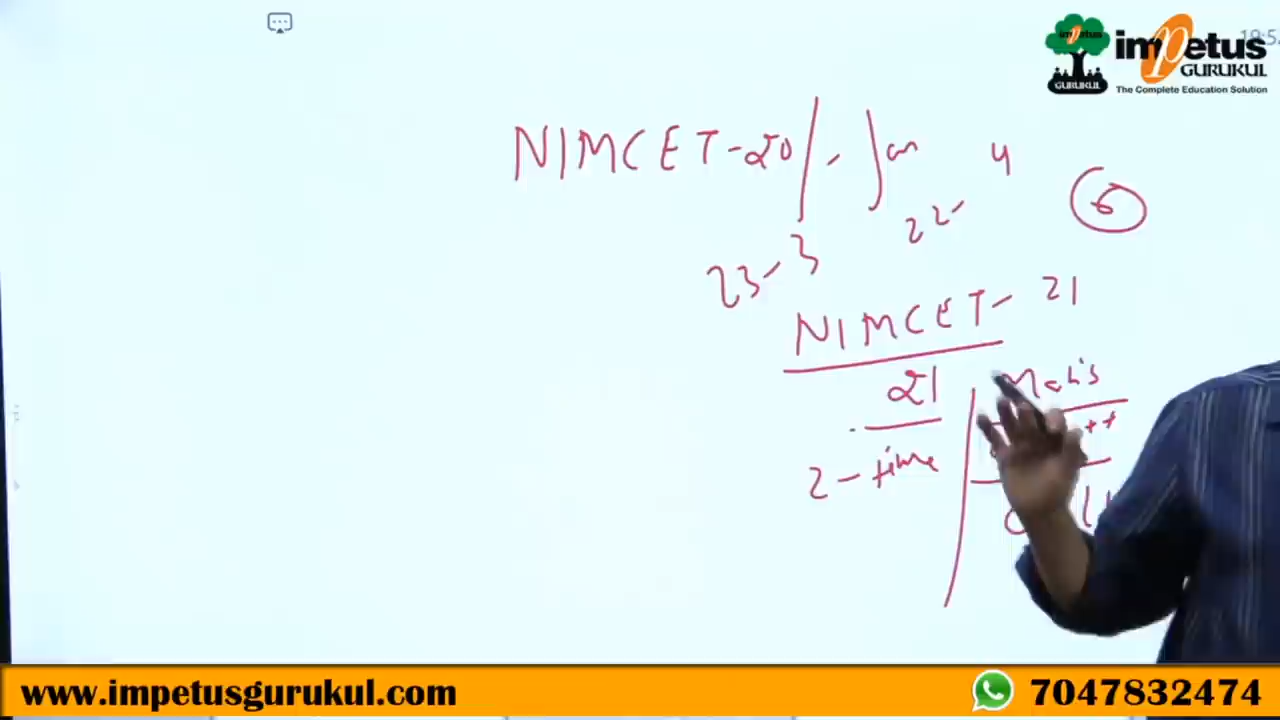 impetus
GURUKUL
The Complete Education Solution
GURUKUL
NIMCET-20 Jan 4
22-
6
23-3
NIMCET-21
21
2-time
www.impetusgurukul.com
7047832474